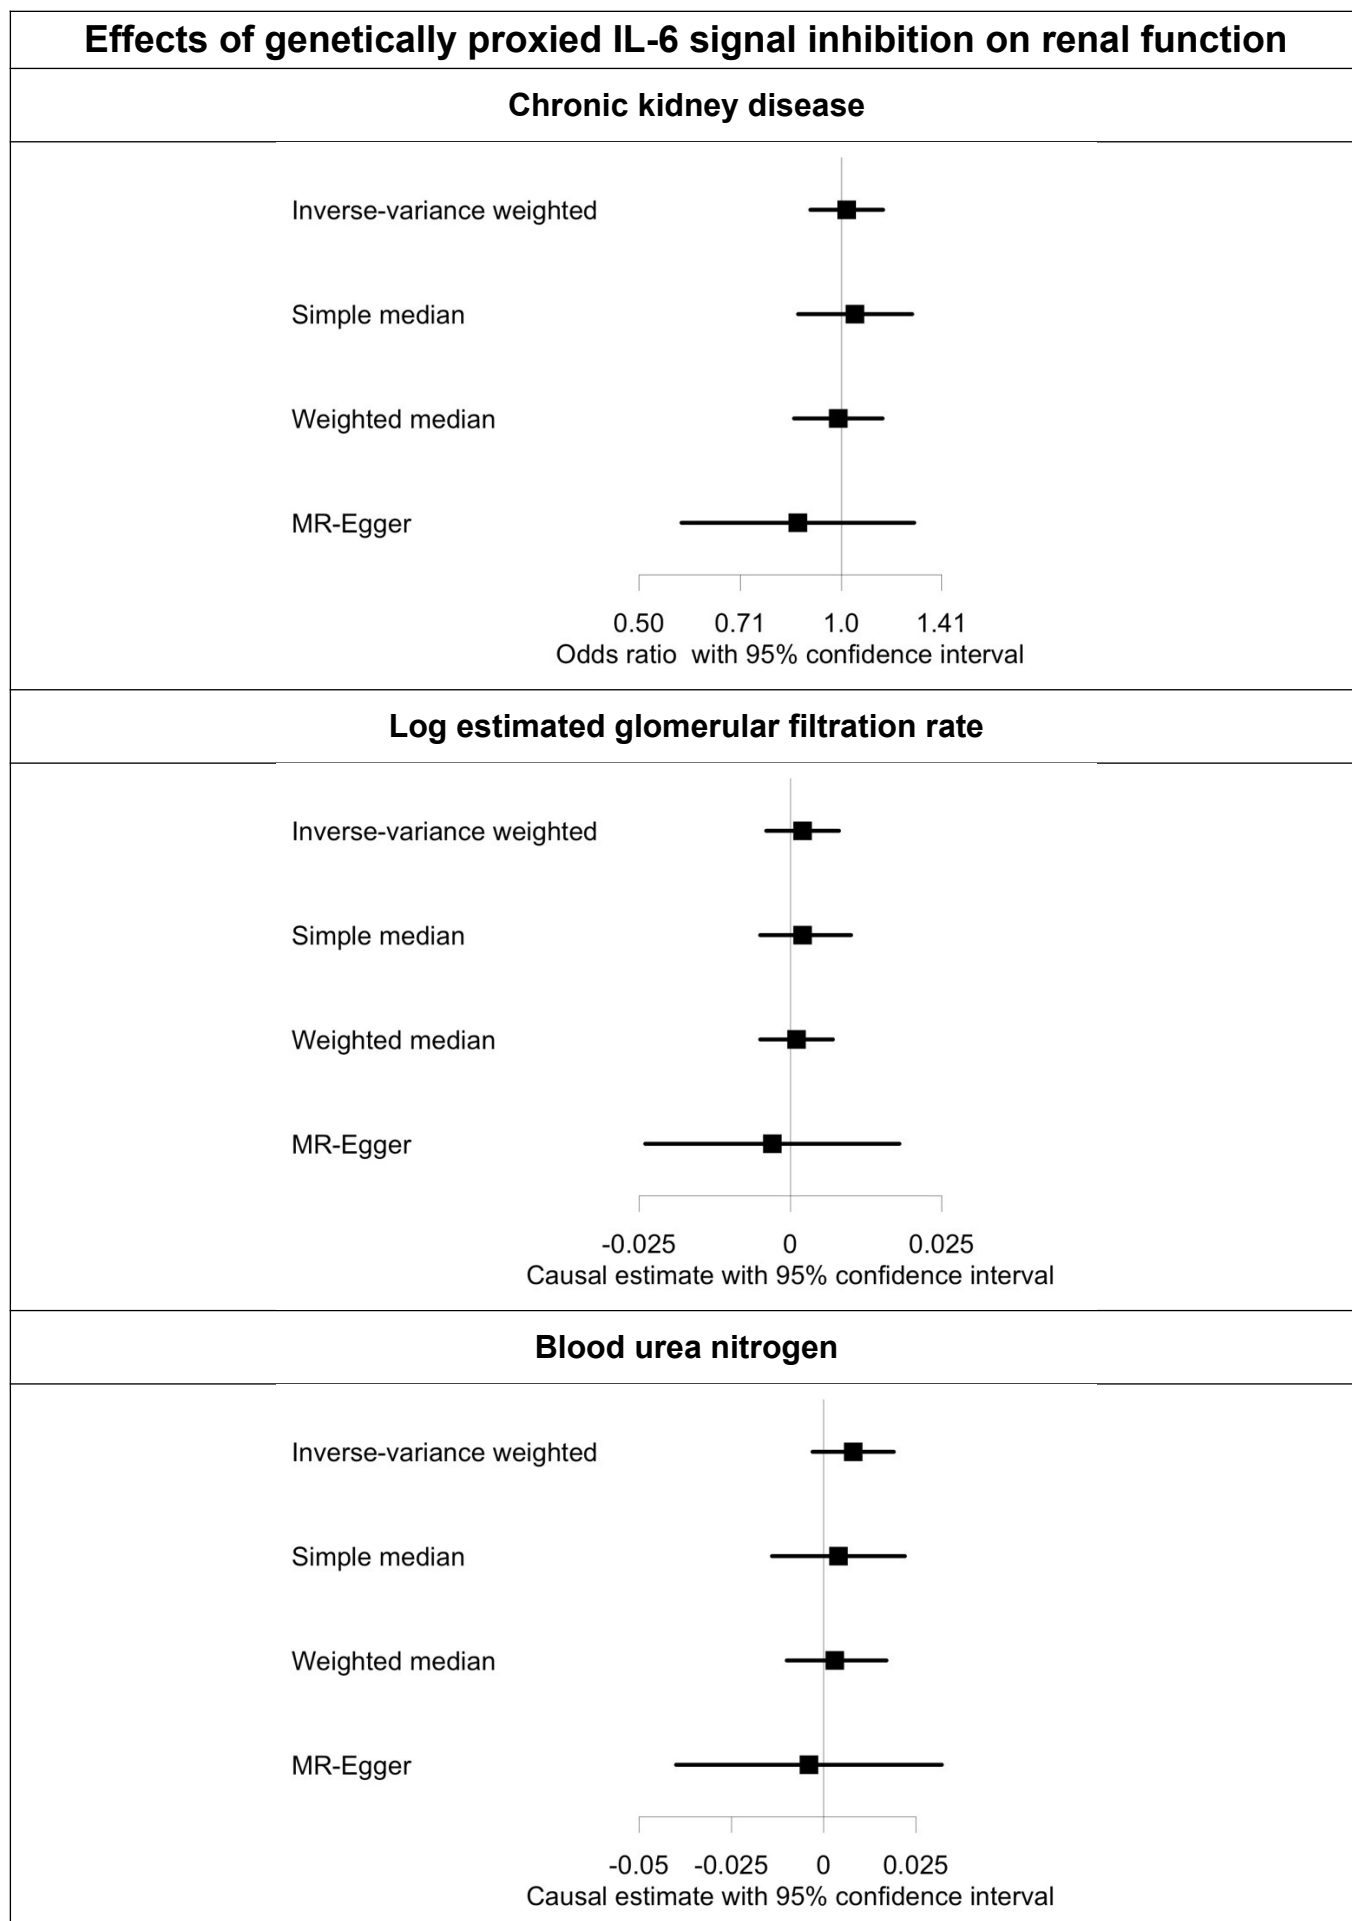 Effects of genetically proxied IL-6 signal inhibition on renal function
Chronic kidney disease
Inverse-variance weighted
Simple median
Weighted median
MR-Egger
0.50 0.71 1.0 1.41
Odds ratio with 95% confidence interval
Log estimated glomerular filtration rate
Inverse-variance weighted
Simple median
Weighted median
MR-Egger
-0.025 0 0.025
Causal estimate with 95% confidence interval
Blood urea nitrogen
Inverse-variance weighted
Simple median
Weighted median
MR-Egger
-0.05 -0.025 0 0.025
Causal estimate with 95% confidence interval